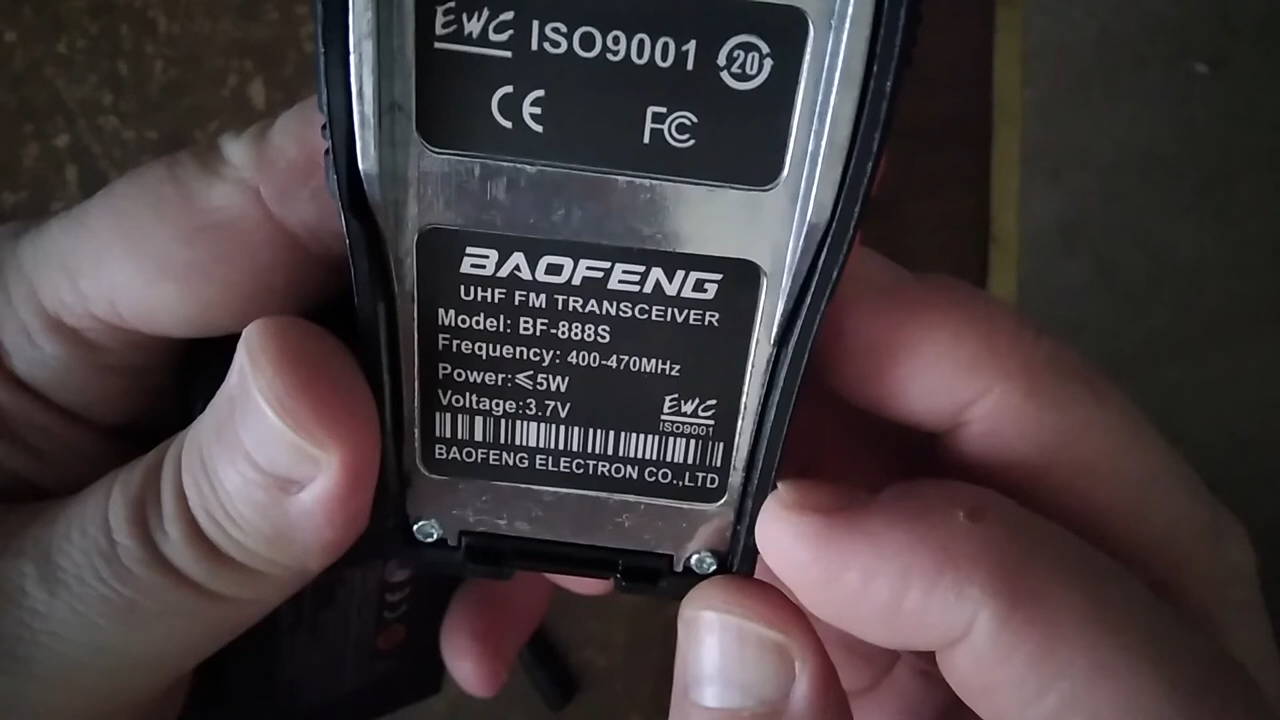 EWC ISO9001 20
CE FC
BAOFENG
UHF FM TRANSCEIVER
Model: BF-888S
Frequency: 400-470MHz
Power:≤5W
Voltage:3.7V
EWC
ISO9001
BAOFENG ELECTRON CO.,LTD